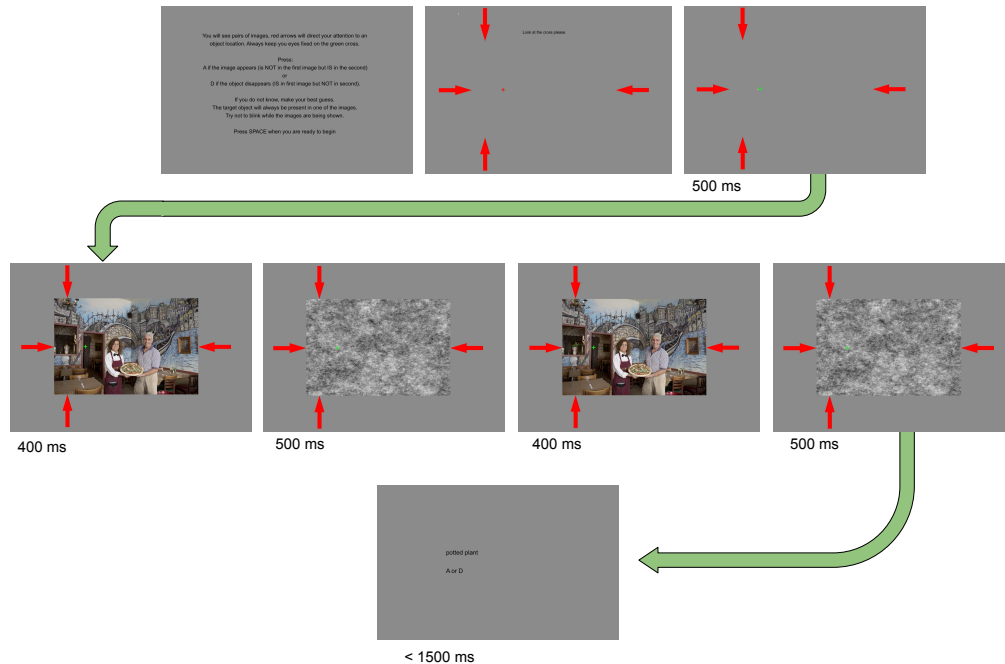 You will see pairs of images, red arrows will direct your attention to an
object location. Always keep you eyes fixed on the green cross.
Press:
A if the image appears (is NOT in the first image but IS in the second)
or
D if the object disappears (IS in first image but NOT in second).
If you do not know, make your best guess.
The target object will always be present in one of the images.
Try not to blink while the images are being shown.
Press SPACE when you are ready to begin
Look at the cross please
500 ms
400 ms
500 ms
400 ms
500 ms
potted plant
A or D
< 1500 ms